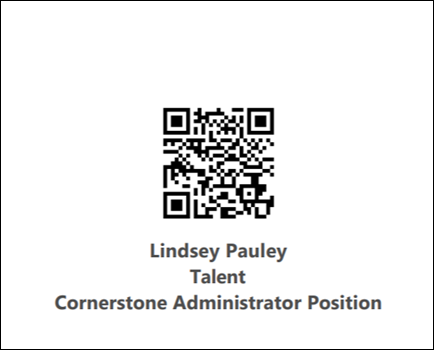 Lindsey Pauley
Talent
Cornerstone Administrator Position